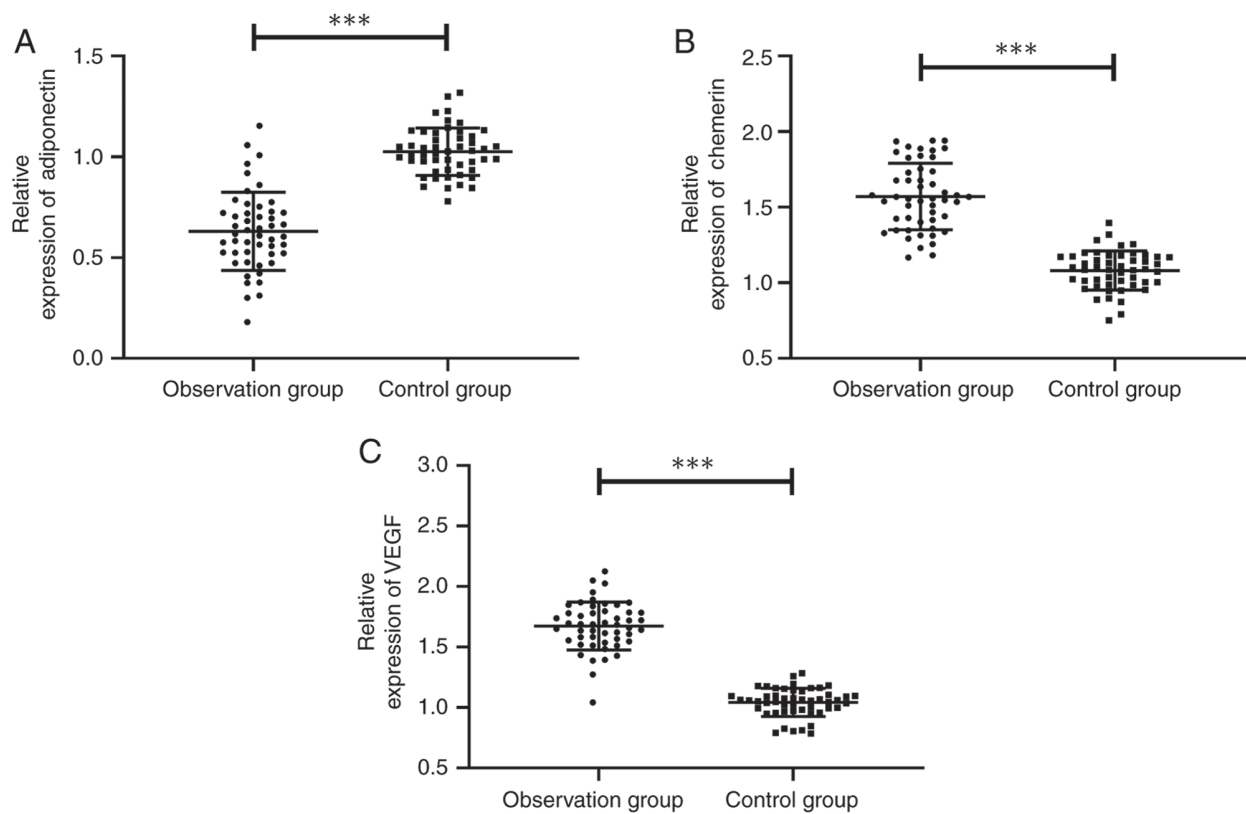 A
***
Relative
expression of adiponectin
1.5
1.0
0.5
0.0
Observation group
Control group
B
***
Relative
expression of chemerin
2.5
2.0
1.5
1.0
0.5
Observation group
Control group
C
***
Relative
expression of VEGF
3.0
2.5
2.0
1.5
1.0
0.5
Observation group
Control group